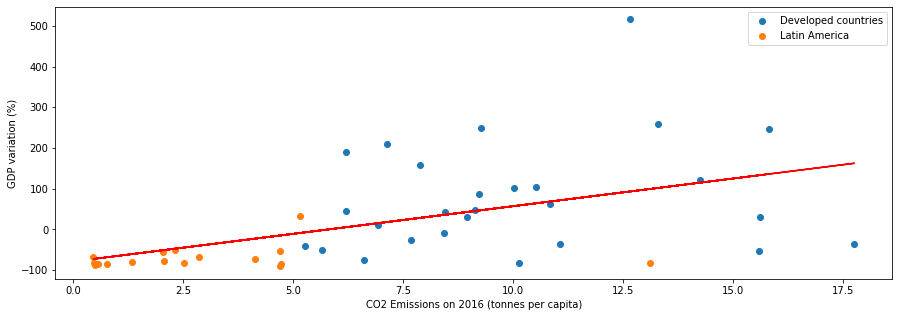 Developed countries
Latin America
GDP variation (%)
500
400
300
200
100
0
−100
0.0 2.5 5.0 7.5 10.0 12.5 15.0 17.5
CO2 Emissions on 2016 (tonnes per capita)